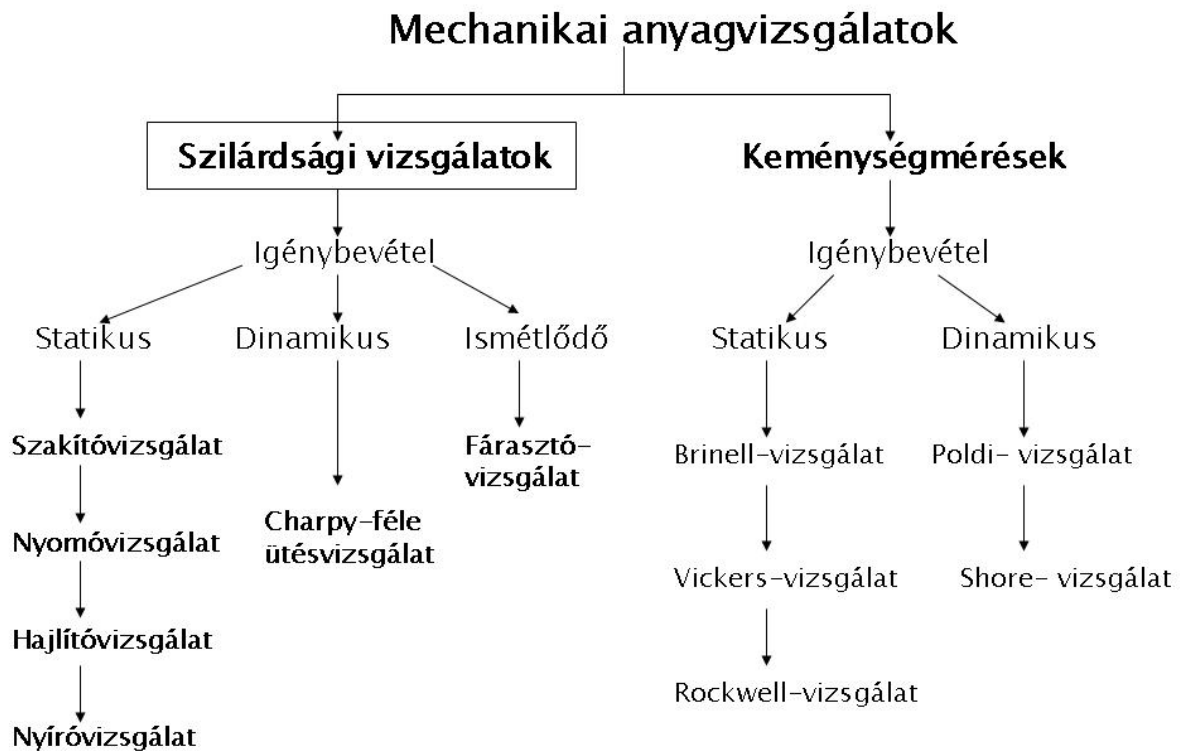 Mechanikai anyagvizsgálatok
Szilárdsági vizsgálatok
Keménységmérések
Igénybevétel
Igénybevétel
Statikus
Dinamikus
Ismétlődő
Statikus
Dinamikus
Szakítóvizsgálat
Fárasztó-
vizsgálat
Brinell-vizsgálat
Poldi- vizsgálat
Nyomóvizsgálat
Charpy-féle
ütésvizsgálat
Vickers-vizsgálat
Shore- vizsgálat
Hajlítóvizsgálat
Rockwell-vizsgálat
Nyíróvizsgálat